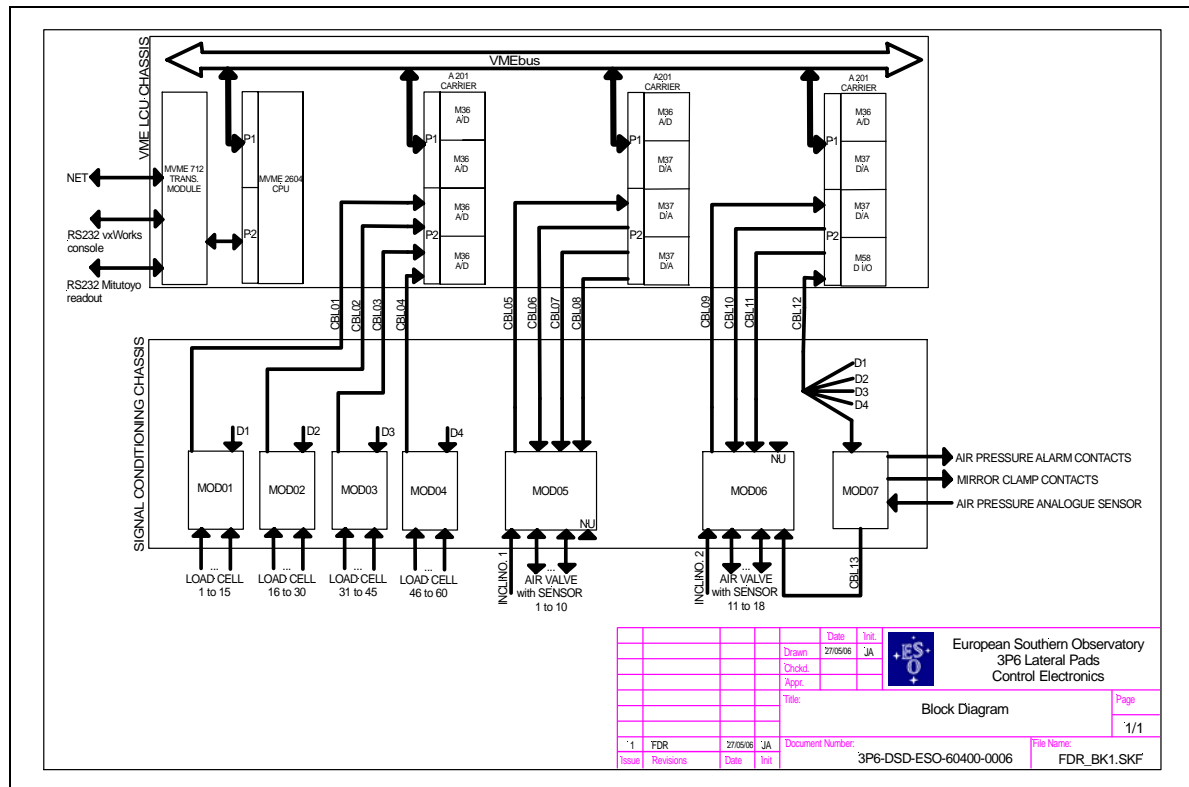 VME LCU CHASSIS
VMEbus
A 201
CARRIER
A201
CARRIER
A 201
CARRIER
MVME 712
TRANS.
MODULE
P1
P2
MVME 2604
CPU
P1
P2
M36
A/D
M36
A/D
M36
A/D
M36
A/D
P1
P2
M36
A/D
M37
D/A
M37
D/A
M37
D/A
P1
P2
M36
A/D
M37
D/A
M37
D/A
M58
D I/O
NET
RS232 vxWorks
console
RS232 Mitutoyo
readout
CBL01
CBL02
CBL03
CBL04
CBL05
CBL06
CBL07
CBL08
CBL09
CBL10
CBL11
CBL12
SIGNAL CONDITIONING CHASSIS
D1
D2
D3
D4
D1
D2
D3
D4
MOD01
MOD02
MOD03
MOD04
MOD05
NU
MOD06
NU
MOD07
AIR PRESSURE ALARM CONTACTS
MIRROR CLAMP CONTACTS
AIR PRESSURE ANALOGUE SENSOR
...
LOAD CELL
1 to 15
...
LOAD CELL
16 to 30
...
LOAD CELL
31 to 45
...
LOAD CELL
46 to 60
INCLINO. 1
...
AIR VALVE
with SENSOR
1 to 10
INCLINO. 2
...
AIR VALVE
with SENSOR
11 to 18
CBL13
Date Init.
Drawn 27/05/06 JA
Chckd.
Appr.
ESO
European Southern Observatory
3P6 Lateral Pads
Control Electronics
Title:
Block Diagram
Page
1/1
1 FDR 27/05/06 JA
Issue Revisions Date Init
Document Number:
3P6-DSD-ESO-60400-0006
File Name:
FDR_BK1.SKF